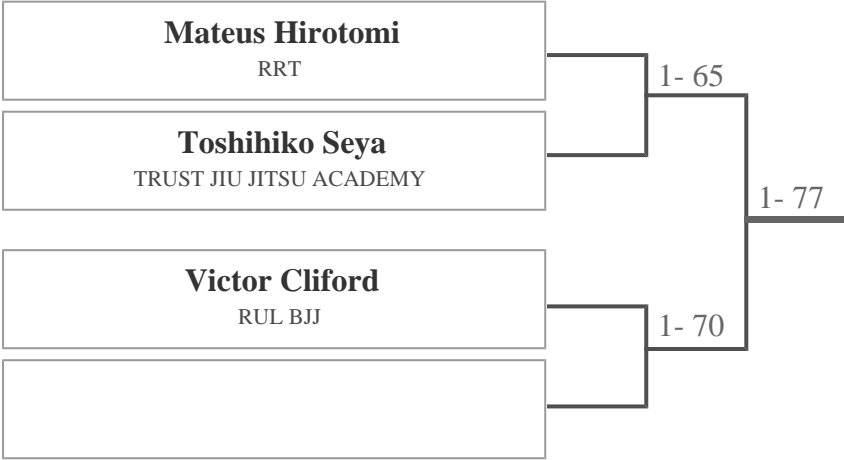 Mateus Hirotomi
RRT
1- 65
Toshihiko Seya
TRUST JIU JITSU ACADEMY
1- 77
Victor Cliford
RUL BJJ
1- 70